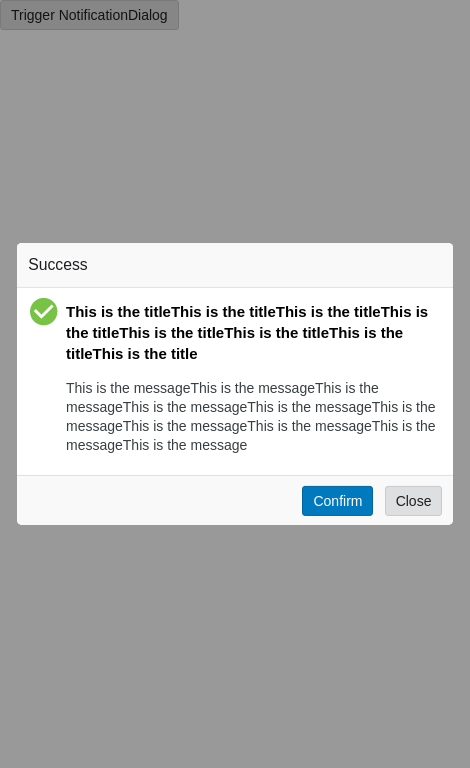 Trigger NotificationDialog
Success
This is the titleThis is the titleThis is the titleThis is
the titleThis is the titleThis is the titleThis is the
titleThis is the title
This is the messageThis is the messageThis is the
messageThis is the messageThis is the messageThis is the
messageThis is the messageThis is the messageThis is the
messageThis is the message
Confirm Close